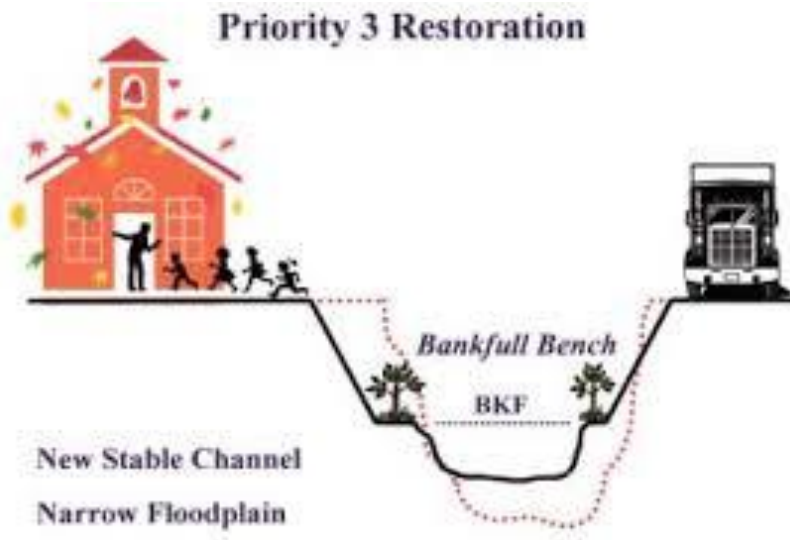 Priority 3 Restoration
Bankfull Bench
BKF
New Stable Channel
Narrow Floodplain